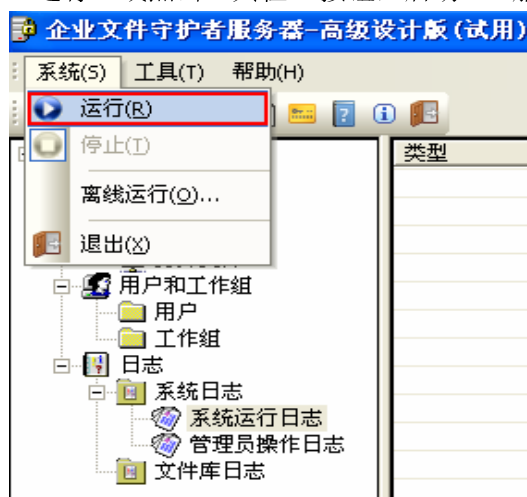 企业文件守护者服务器-高级设计版(试用)
系统(S) 工具(T) 帮助(H)
运行(R)
停止(T)
离线运行(O)...
退出(X)
类型
用户和工作组
用户
工作组
日志
系统日志
系统运行日志
管理员操作日志
文件库日志